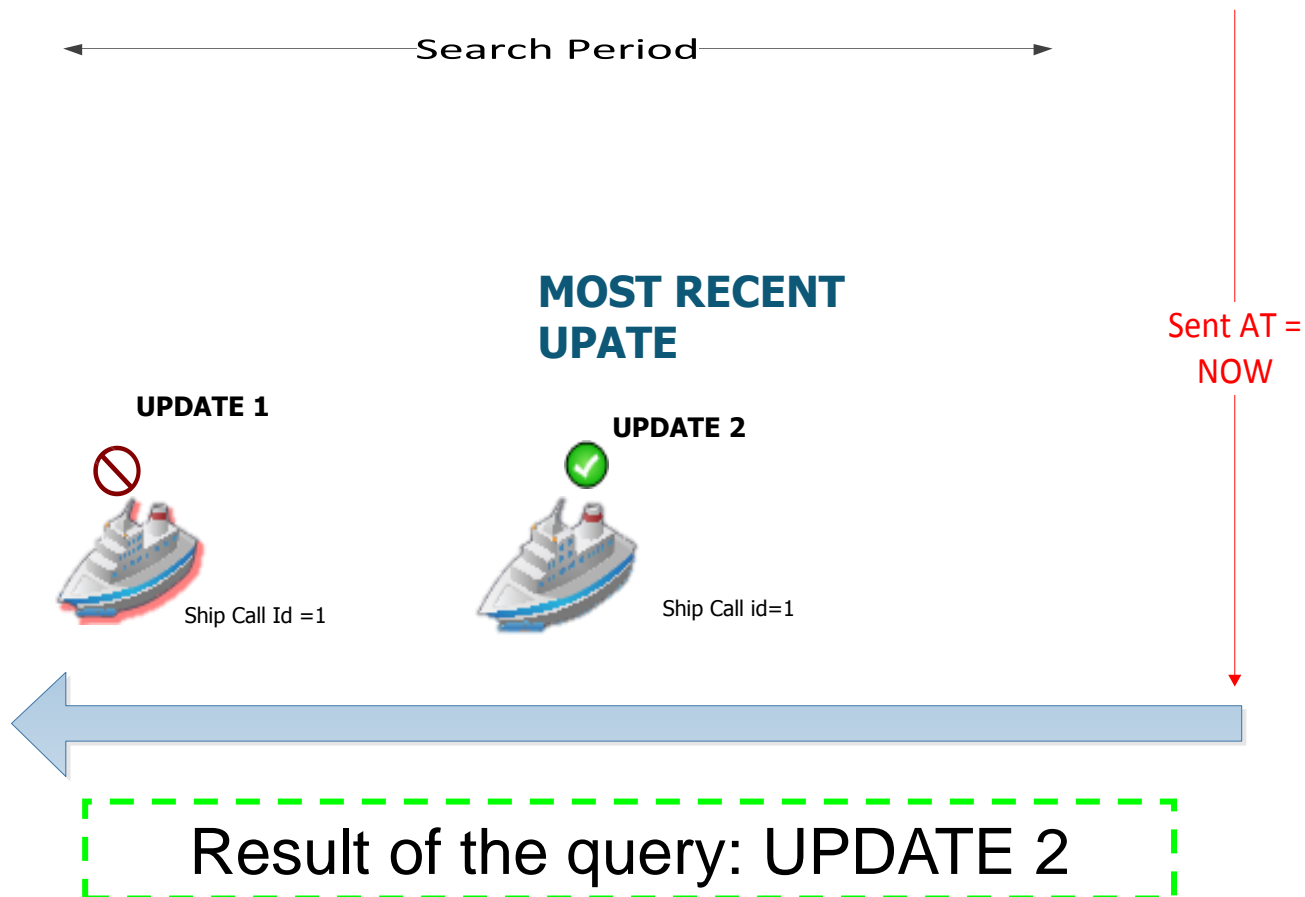 Search Period
MOST RECENT
UPATE
Sent AT =
NOW
UPDATE 1
UPDATE 2
Ship Call Id =1
Ship Call id=1
Result of the query: UPDATE 2